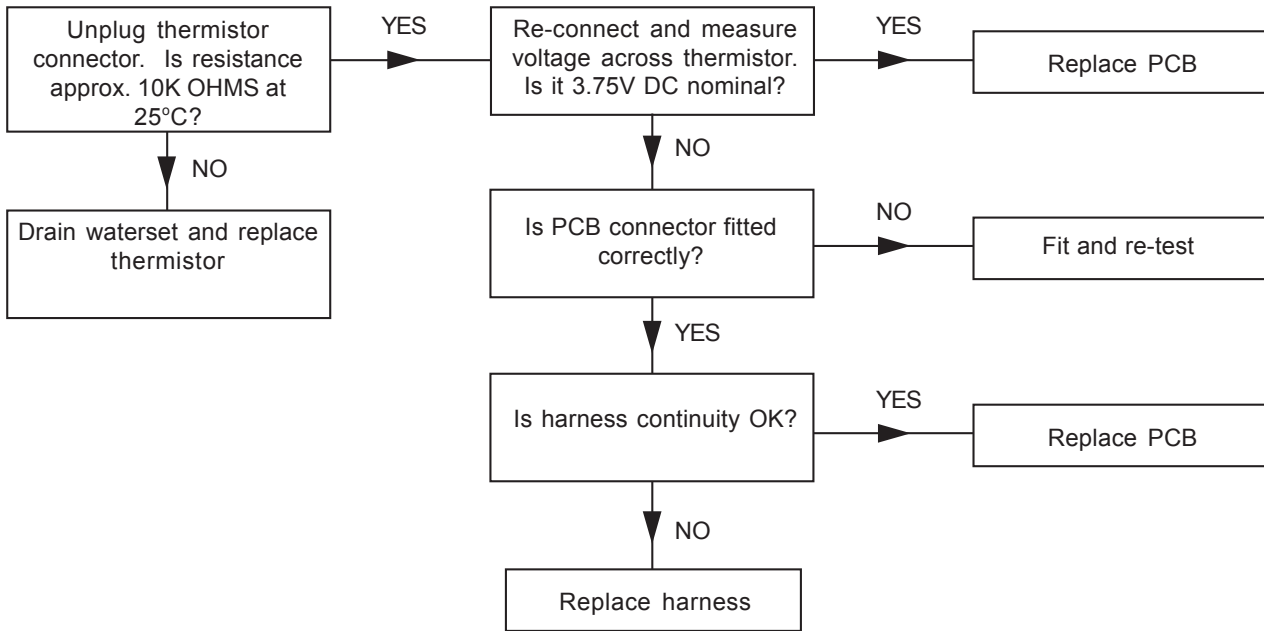 Unplug thermistor
connector. Is resistance
approx. 10K OHMS at
25°C?
YES
Re-connect and measure
voltage across thermistor.
Is it 3.75V DC nominal?
YES
Replace PCB
NO
Drain waterset and replace
thermistor
NO
Is PCB connector fitted
correctly?
NO
Fit and re-test
YES
Is harness continuity OK?
YES
Replace PCB
NO
Replace harness